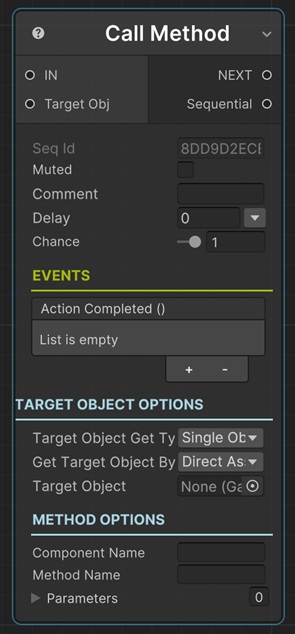 Call Method
IN NEXT
Target Obj Sequential
Seq Id 8DD9D2ECE
Muted
Comment
Delay 0
Chance 1
EVENTS
Action Completed ()
List is empty
+ -
TARGET OBJECT OPTIONS
Target Object Get Ty Single Ob
Get Target Object By Direct As
Target Object None (Ga
METHOD OPTIONS
Component Name
Method Name
Parameters 0